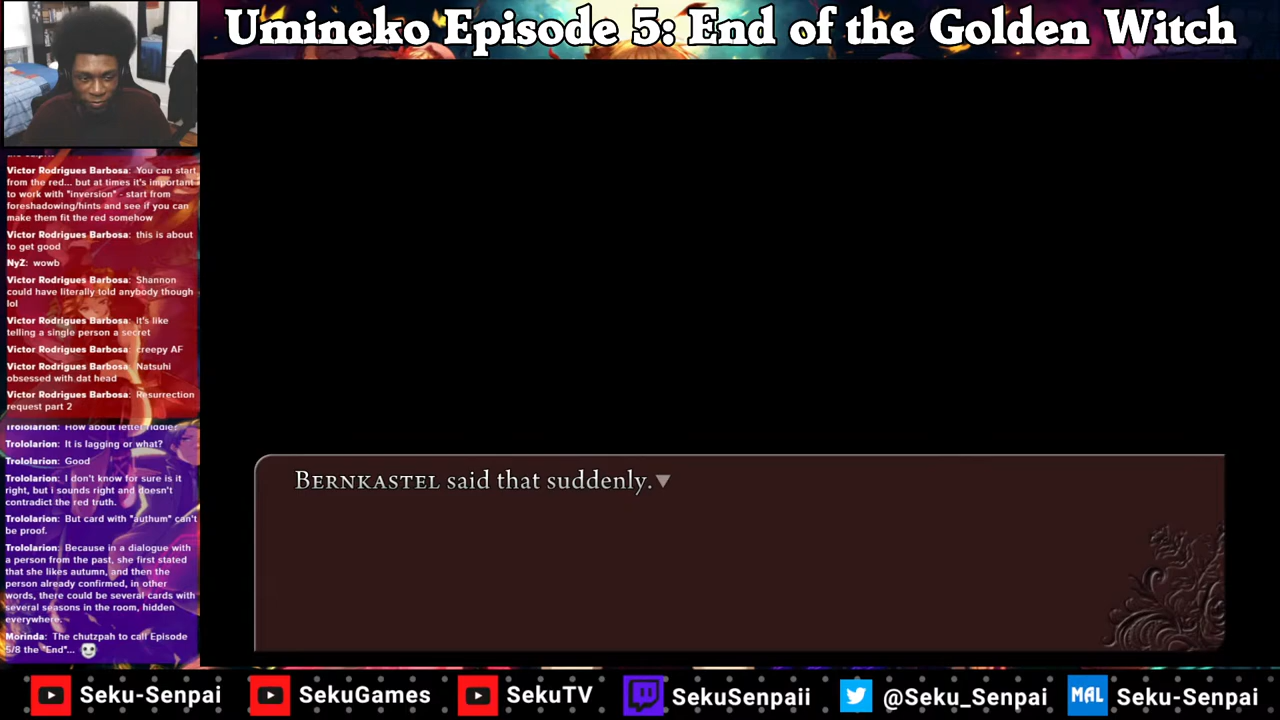 Umineko Episode 5: End of the Golden Witch
Victor Rodrigues Barbosa: You can start
from the red... but at times it's important
to work with "inversion" - start from
foreshadowing/hints and see if you can
make them fit the red somehow
Victor Rodrigues Barbosa: this is about
to get good
NyZ: wowb
Victor Rodrigues Barbosa: Shannon
could have literally told anybody though
lol
Victor Rodrigues Barbosa: it's like
telling a single person a secret
Victor Rodrigues Barbosa: creepy AF
Victor Rodrigues Barbosa: Natsuhi
obsessed with dat head
Victor Rodrigues Barbosa: Resurrection
request part 2
Trololarion: How about letter riddle?
Trololarion: It is lagging or what?
Trololarion: Good
Trololarion: I don't know for sure is it
right, but i sounds right and doesn't
contradict the red truth.
Trololarion: But card with "authum" can't
be proof.
Trololarion: Because in a dialogue with
a person from the past, she first stated
that she likes autumn, and then the
person already confirmed, in other
words, there could be several cards with
several seasons in the room, hidden
everywhere.
Morinda: The chutzpah to call Episode
5/8 the "End"...
BERNKASTEL said that suddenly.
Seku-Senpai
SekuGames
SekuTV
SekuSenpaii
@Seku_Senpai
MAL Seku-Senpai